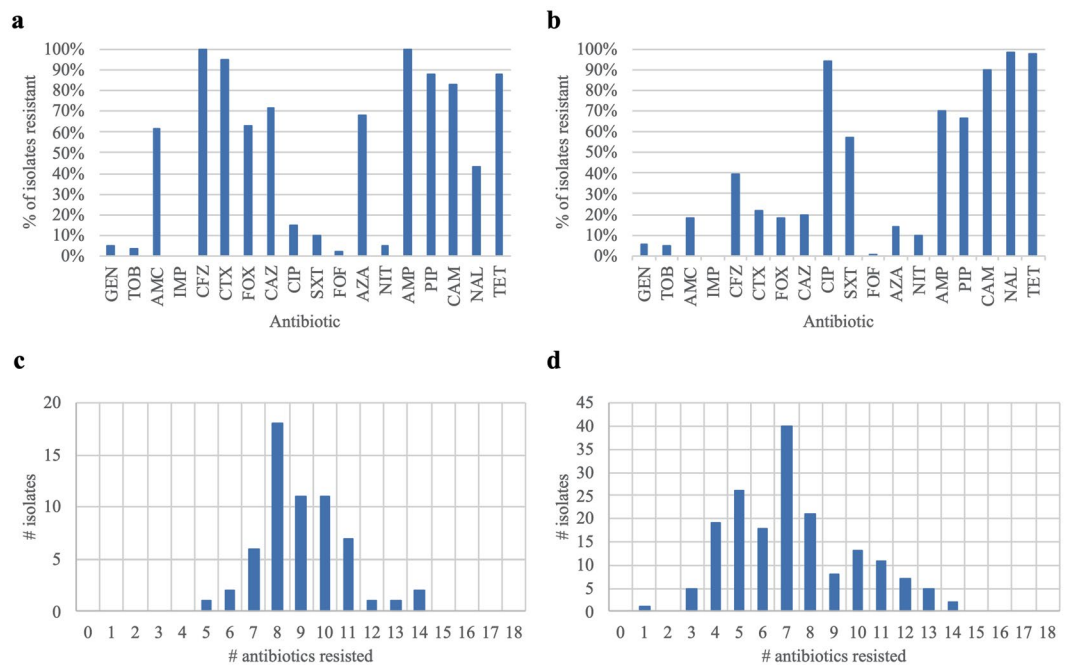 a
100%
90%
80%
70%
60%
50%
40%
30%
20%
10%
0%
% of isolates resistant
GEN
TOB
AMC
IMP
CFZ
CTX
FOX
CAZ
CIP
SXT
FOF
AZA
NIT
AMP
PIP
CAM
NAL
TET
Antibiotic
b
100%
90%
80%
70%
60%
50%
40%
30%
20%
10%
0%
% of isolates resistant
GEN
TOB
AMC
IMP
CFZ
CTX
FOX
CAZ
CIP
SXT
FOF
AZA
NIT
AMP
PIP
CAM
NAL
TET
Antibiotic
c
20
15
10
5
0
# isolates
0 1 2 3 4 5 6 7 8 9 10 11 12 13 14 15 16 17 18
# antibiotics resisted
d
45
40
35
30
25
20
15
10
5
0
# isolates
0 1 2 3 4 5 6 7 8 9 10 11 12 13 14 15 16 17 18
# antibiotics resisted